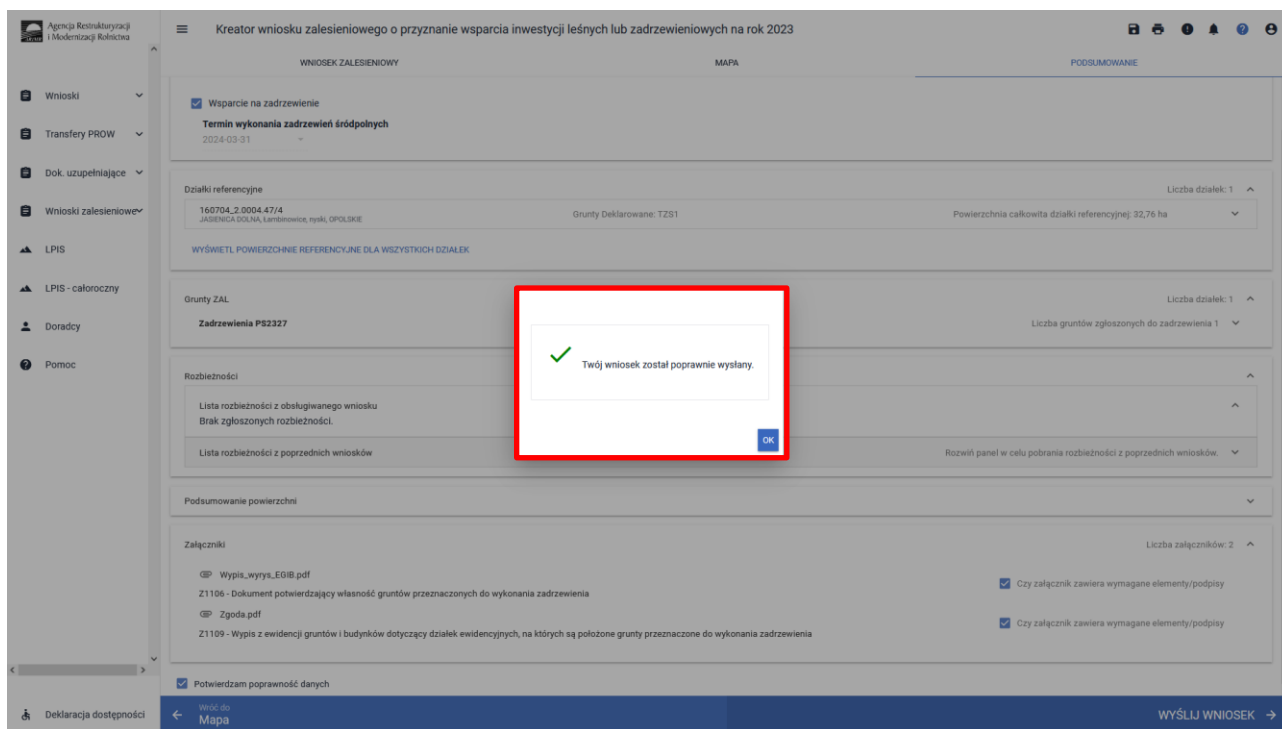 Agencja Restrukturyzacji
i Modernizacji Rolnictwa
Kreator wniosku zalesieniowego o przyznanie wsparcia inwestycji leśnych lub zadrzewieniowych na rok 2023
WNIOSEK ZALESIENIOWY
MAPA
PODSUMOWANIE
Wnioski
Transfery PROW
Dok. uzupełniające
Wnioski zalesieniowe
LPIS
LPIS - całoroczny
Doradcy
Pomoc
Deklaracja dostępności
Wsparcie na zadrzewienie
Termin wykonania zadrzewień śródpolnych
2024-03-31
Działki referencyjne
Liczba działek: 1
160704_2.0004.47/4
JASIENICA DOLNA, Łambinowice, nyski, OPOLSKIE
Grunty Deklarowane: TZS1
Powierzchnia całkowita działki referencyjnej: 32,76 ha
WYŚWIETL POWIERZCHNIE REFERENCYJNE DLA WSZYSTKICH DZIAŁEK
Grunty ZAL
Liczba działek: 1
Zadrzewienia PS2327
Liczba gruntów zgłoszonych do zadrzewienia 1
Twój wniosek został poprawnie wysłany.
OK
Rozbieżności
Lista rozbieżności z obsługiwanego wniosku
Brak zgłoszonych rozbieżności.
Lista rozbieżności z poprzednich wniosków
Rozwiń panel w celu pobrania rozbieżności z poprzednich wniosków.
Podsumowanie powierzchni
Załączniki
Liczba załączników: 2
Wypis_wyrys_EGIB.pdf
Z1106 - Dokument potwierdzający własność gruntów przeznaczonych do wykonania zadrzewienia
Czy załącznik zawiera wymagane elementy/podpisy
Zgoda.pdf
Z1109 - Wypis z ewidencji gruntów i budynków dotyczący działek ewidencyjnych, na których są położone grunty przeznaczone do wykonania zadrzewienia
Czy załącznik zawiera wymagane elementy/podpisy
Potwierdzam poprawność danych
Wróć do
Mapa
WYŚLIJ WNIOSEK